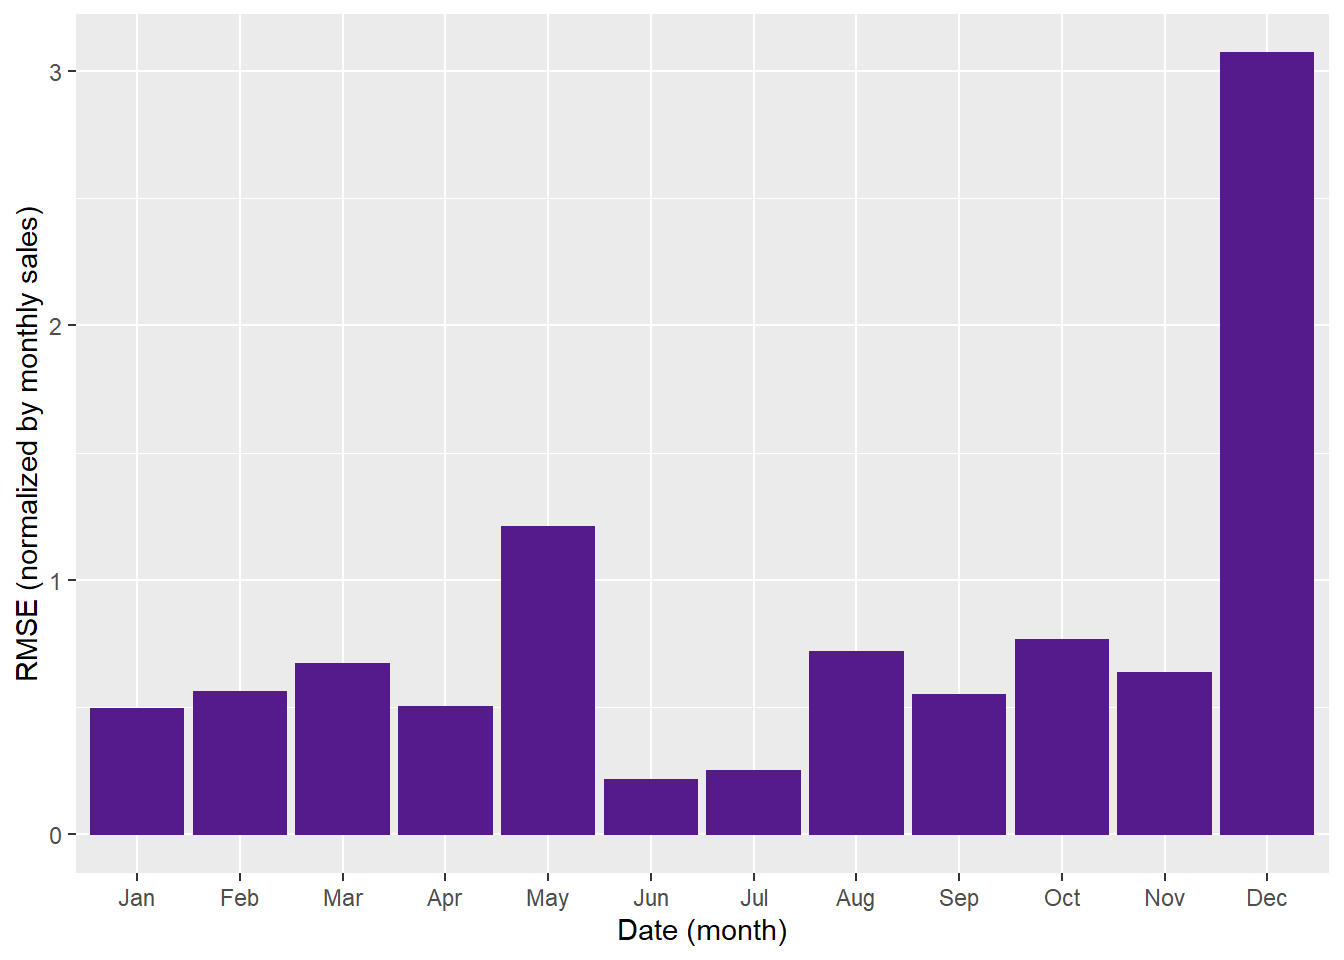 RMSE (normalized by monthly sales)
3
2
1
0
Jan Feb Mar Apr May Jun Jul Aug Sep Oct Nov Dec
Date (month)